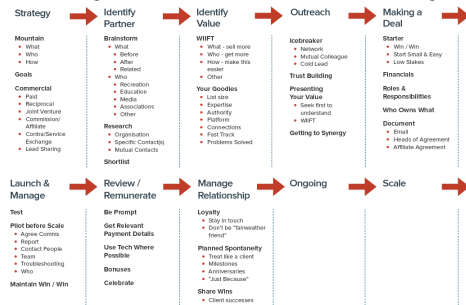 Strategy
Mountain
What
Who
How
Goals
Commercial
Paid
Reciprocal
Joint Venture
Commission/
Affiliate
Contra/Service
Exchange
Lead Sharing
Identify
Partner
Brainstorm
What
Before
After
Related
Who
Recreation
Education
Media
Associations
Other
Research
Organisation
Specific Contact(s)
Mutual Contacts
Shortlist
Identify
Value
WIIFT
What - sell more
Who - get more
How - make this
easier
Other
Your Goodies
List size
Expertise
Authority
Platform
Connections
Fast Track
Problems Solved
Outreach
Icebreaker
Network
Mutual Colleague
Cold Lead
Trust Building
Presenting
Your Value
Seek first to
understand
WIIFT
Getting to Synergy
Making a
Deal
Starter
Win / Win
Start Small & Easy
Low Stakes
Financials
Roles &
Responsibilities
Who Owns What
Document
Email
Heads of Agreement
Affiliate Agreement
Launch &
Manage
Test
Pilot before Scale
Agree Comms
Report
Contact People
Team
Troubleshooting
Who
Maintain Win / Win
Review /
Remunerate
Be Prompt
Get Relevant
Payment Details
Use Tech Where
Possible
Bonuses
Celebrate
Manage
Relationship
Loyalty
Stay in touch
Don't be "fairweather
friend"
Planned Spontaneity
Treat like a client
Milestones
Anniversaries
"Just Because"
Share Wins
Client successes
Ongoing
Scale